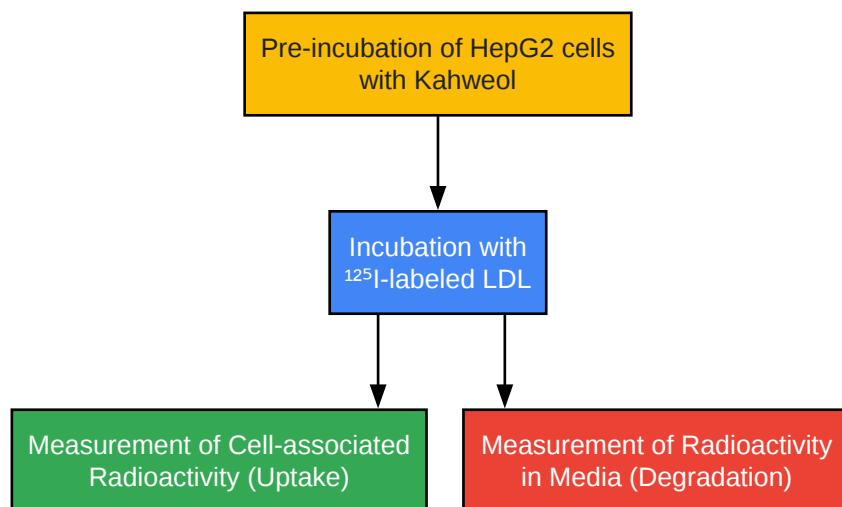 Pre-incubation of HepG2 cells
with Kahweol
Incubation with
¹²⁵I-labeled LDL
Measurement of Cell-associated
Radioactivity (Uptake)
Measurement of Radioactivity
in Media (Degradation)